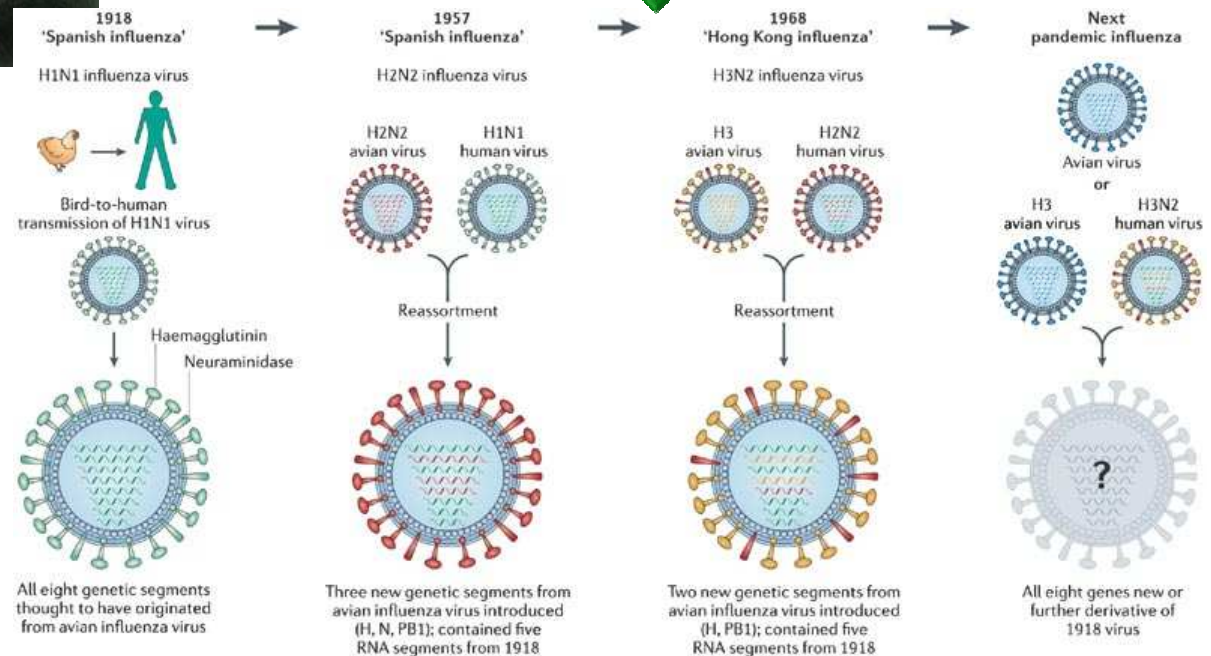 1918
'Spanish influenza'
H1N1 influenza virus
Bird-to-human
transmission of H1N1 virus
Haemagglutinin
Neuraminidase
All eight genetic segments
thought to have originated
from avian influenza virus
1957
'Spanish influenza'
H2N2 influenza virus
H2N2
avian virus
H1N1
human virus
Reassortment
Three new genetic segments from
avian influenza virus introduced
(H, N, PB1); contained five
RNA segments from 1918
1968
'Hong Kong influenza'
H3N2 influenza virus
H3
avian virus
H2N2
human virus
Reassortment
Two new genetic segments from
avian influenza virus introduced
(H, PB1); contained five
RNA segments from 1918
Next
pandemic influenza
Avian virus
or
H3
avian virus
H3N2
human virus
?
All eight genes new or
further derivative of
1918 virus